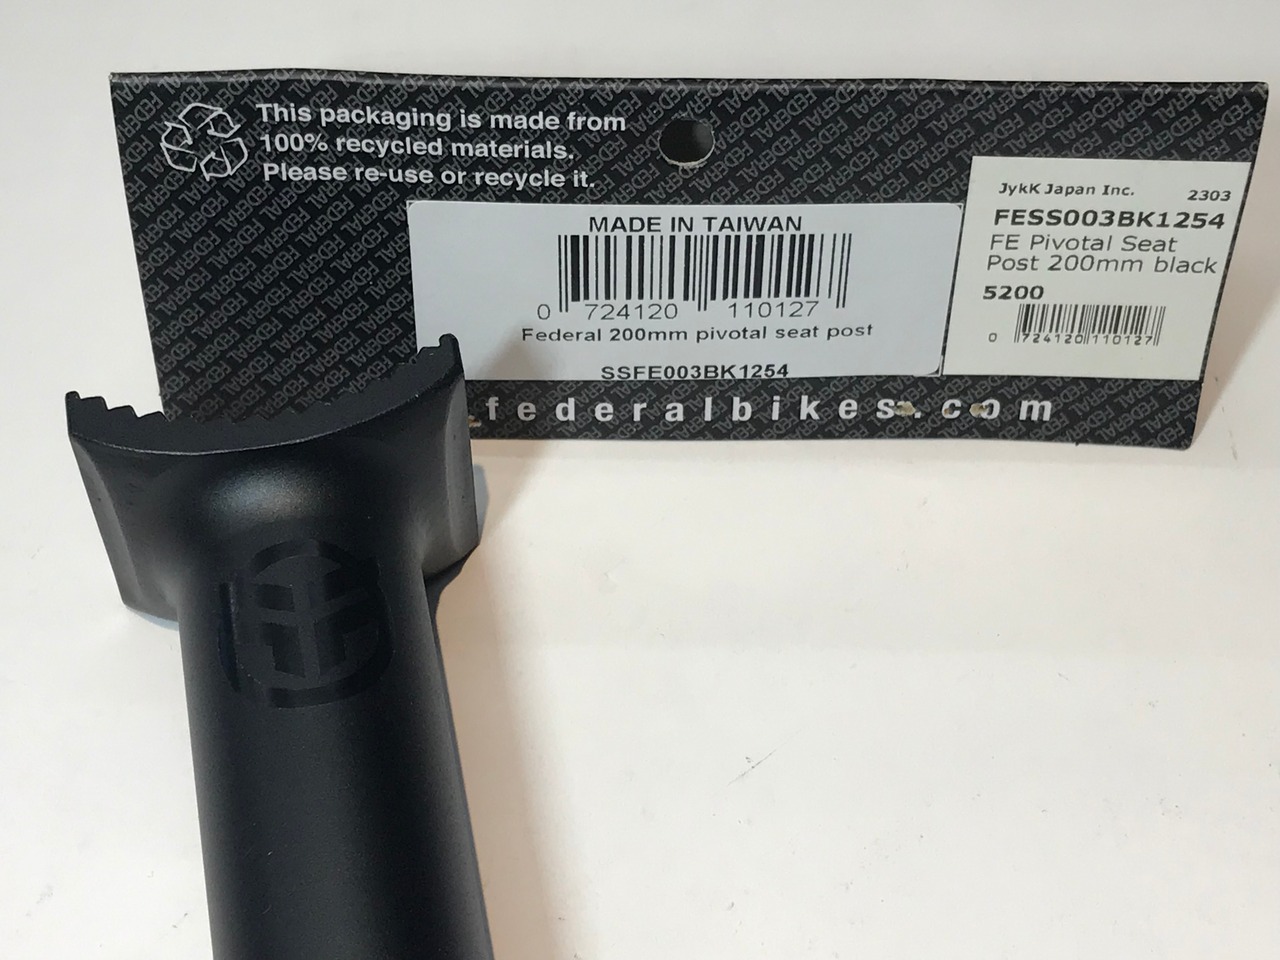 This packaging is made from
100% recycled materials.
Please re-use or recycle it.
MADE IN TAIWAN
0 724120 110127
Federal 200mm pivotal seat post
SSFE003BK1254
JykK Japan Inc. 2303
FESS003BK1254
FE Pivotal Seat
Post 200mm black
5200
0 724120 110127
federalbikes.com